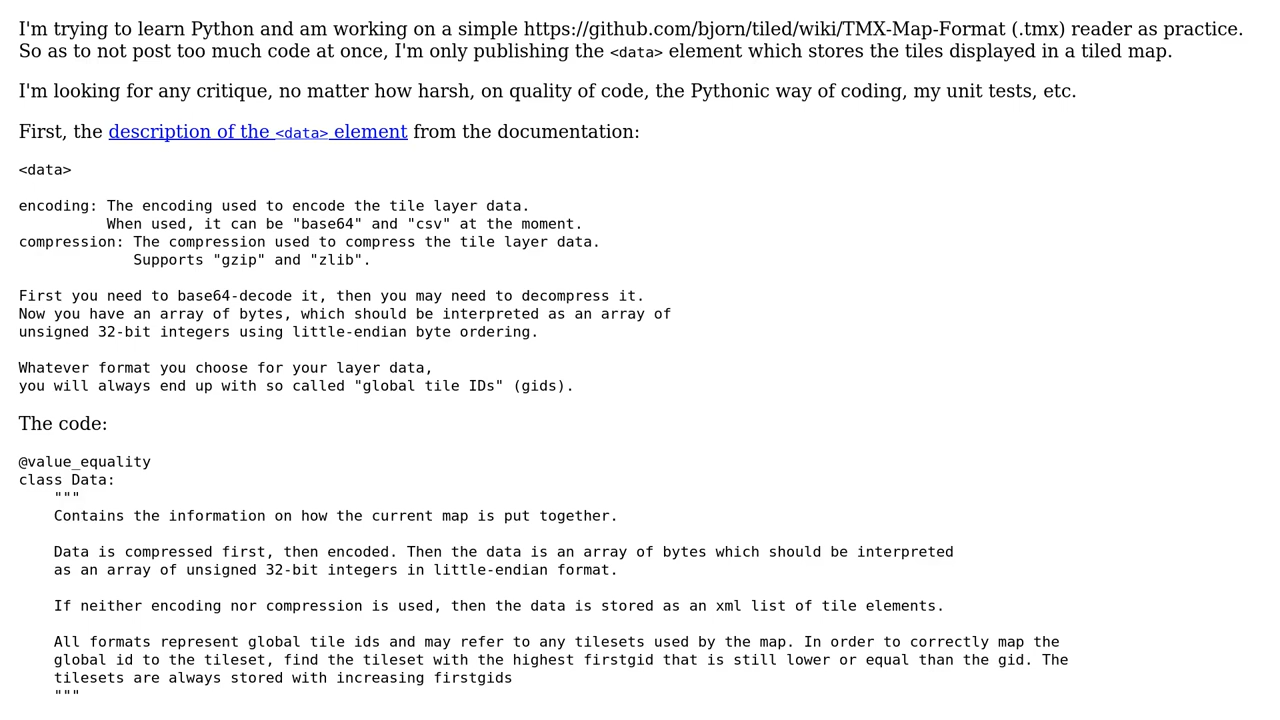 I'm trying to learn Python and am working on a simple https://github.com/bjorn/tiled/wiki/TMX-Map-Format (.tmx) reader as practice.
So as to not post too much code at once, I'm only publishing the <data> element which stores the tiles displayed in a tiled map.
I'm looking for any critique, no matter how harsh, on quality of code, the Pythonic way of coding, my unit tests, etc.
First, the description of the <data> element from the documentation:
<data>
encoding: The encoding used to encode the tile layer data.
When used, it can be "base64" and "csv" at the moment.
compression: The compression used to compress the tile layer data.
Supports "gzip" and "zlib".
First you need to base64-decode it, then you may need to decompress it.
Now you have an array of bytes, which should be interpreted as an array of
unsigned 32-bit integers using little-endian byte ordering.
Whatever format you choose for your layer data,
you will always end up with so called "global tile IDs" (gids).
The code:
@value_equality
class Data:
"""
Contains the information on how the current map is put together.
Data is compressed first, then encoded. Then the data is an array of bytes which should be interpreted
as an array of unsigned 32-bit integers in little-endian format.
If neither encoding nor compression is used, then the data is stored as an xml list of tile elements.
All formats represent global tile ids and may refer to any tilesets used by the map. In order to correctly map the
global id to the tileset, find the tileset with the highest firstgid that is still lower or equal than the gid. The
tilesets are always stored with increasing firstgids
"""